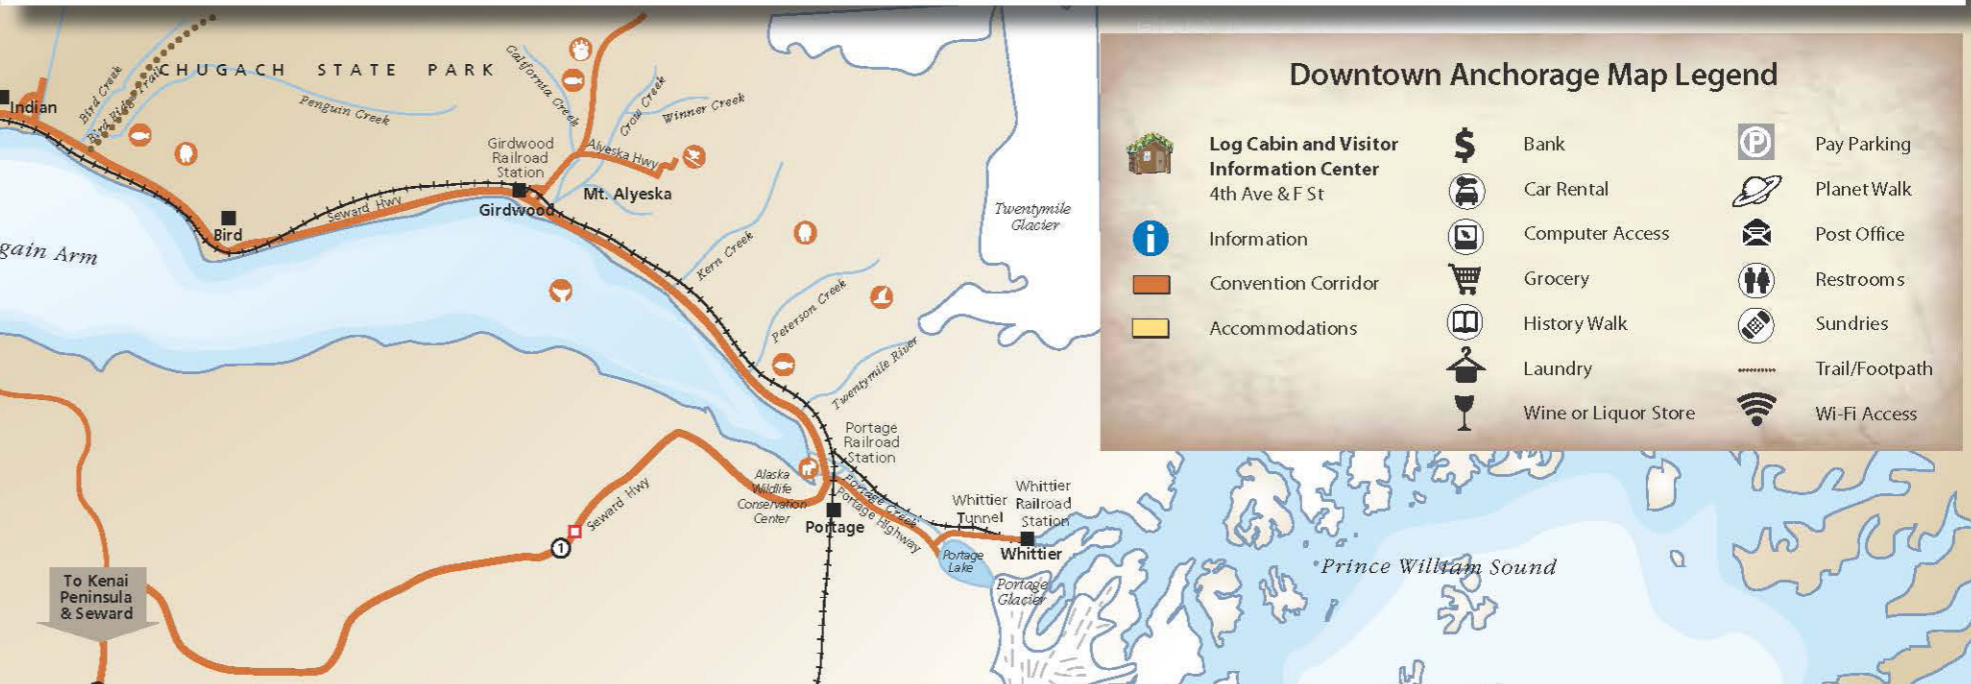 CHUGACH STATE PARK
Indian
Bird Creek
Bird Ridge Trail
Penguin Creek
California Creek
Crow Creek
Winner Creek
Girdwood
Railroad
Station
Alyeska Hwy
Mt. Alyeska
Girdwood
Seward Hwy
Bird
gain Arm
Kern Creek
Peterson Creek
Twentymile River
Twentymile
Glacier
Portage
Railroad
Station
Alaska
Wildlife
Conservation
Center
Seward Hwy
1
Portage
Portage Creek
Portage Highway
Whittier
Tunnel
Whittier
Railroad
Station
Whittier
Portage
Lake
Portage
Glacier
Prince William Sound
To Kenai
Peninsula
& Seward
Downtown Anchorage Map Legend
Log Cabin and Visitor
Information Center
4th Ave & F St
i
Information
Convention Corridor
Accommodations
$
Bank
Car Rental
Computer Access
Grocery
History Walk
Laundry
Wine or Liquor Store
P
Pay Parking
Planet Walk
Post Office
Restrooms
Sundries
Trail/Footpath
Wi-Fi Access